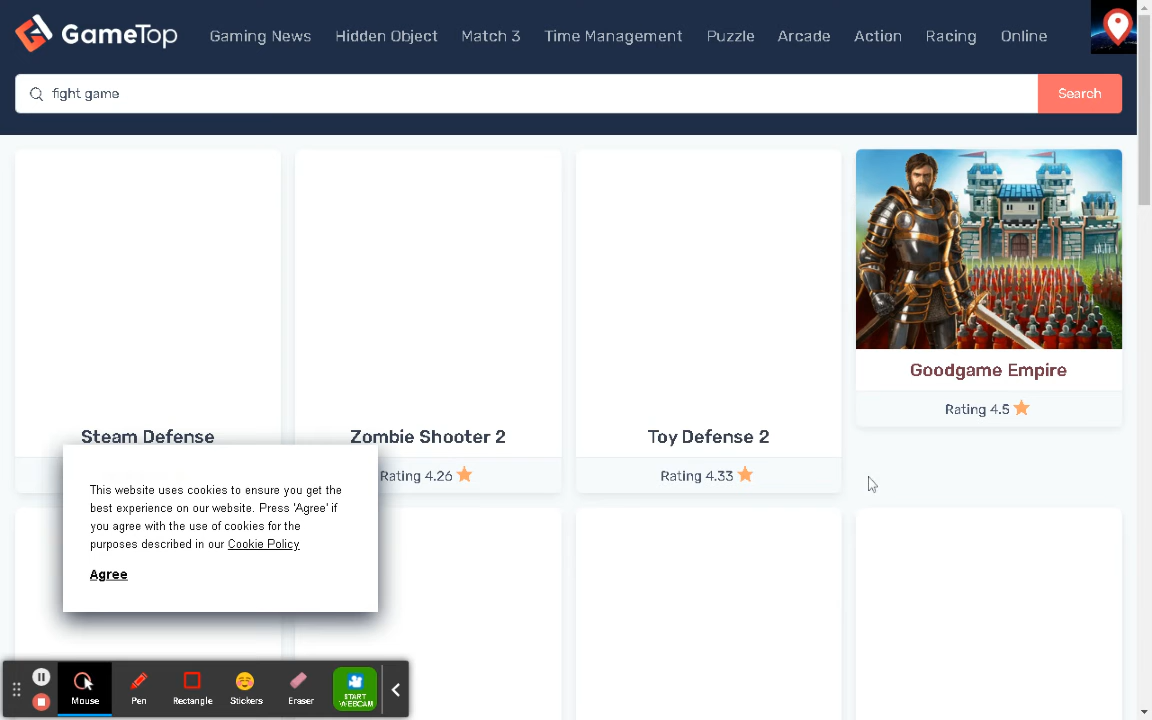 GameTop
Gaming News Hidden Object Match 3 Time Management Puzzle Arcade Action Racing Online
fight game
Search
Steam Defense
Zombie Shooter 2
Rating 4.26
Toy Defense 2
Rating 4.33
Goodgame Empire
Rating 4.5
This website uses cookies to ensure you get the
best experience on our website. Press 'Agree' if
you agree with the use of cookies for the
purposes described in our Cookie Policy
Agree
Mouse
Pen
Rectangle
Stickers
Eraser
START
WEBCAM